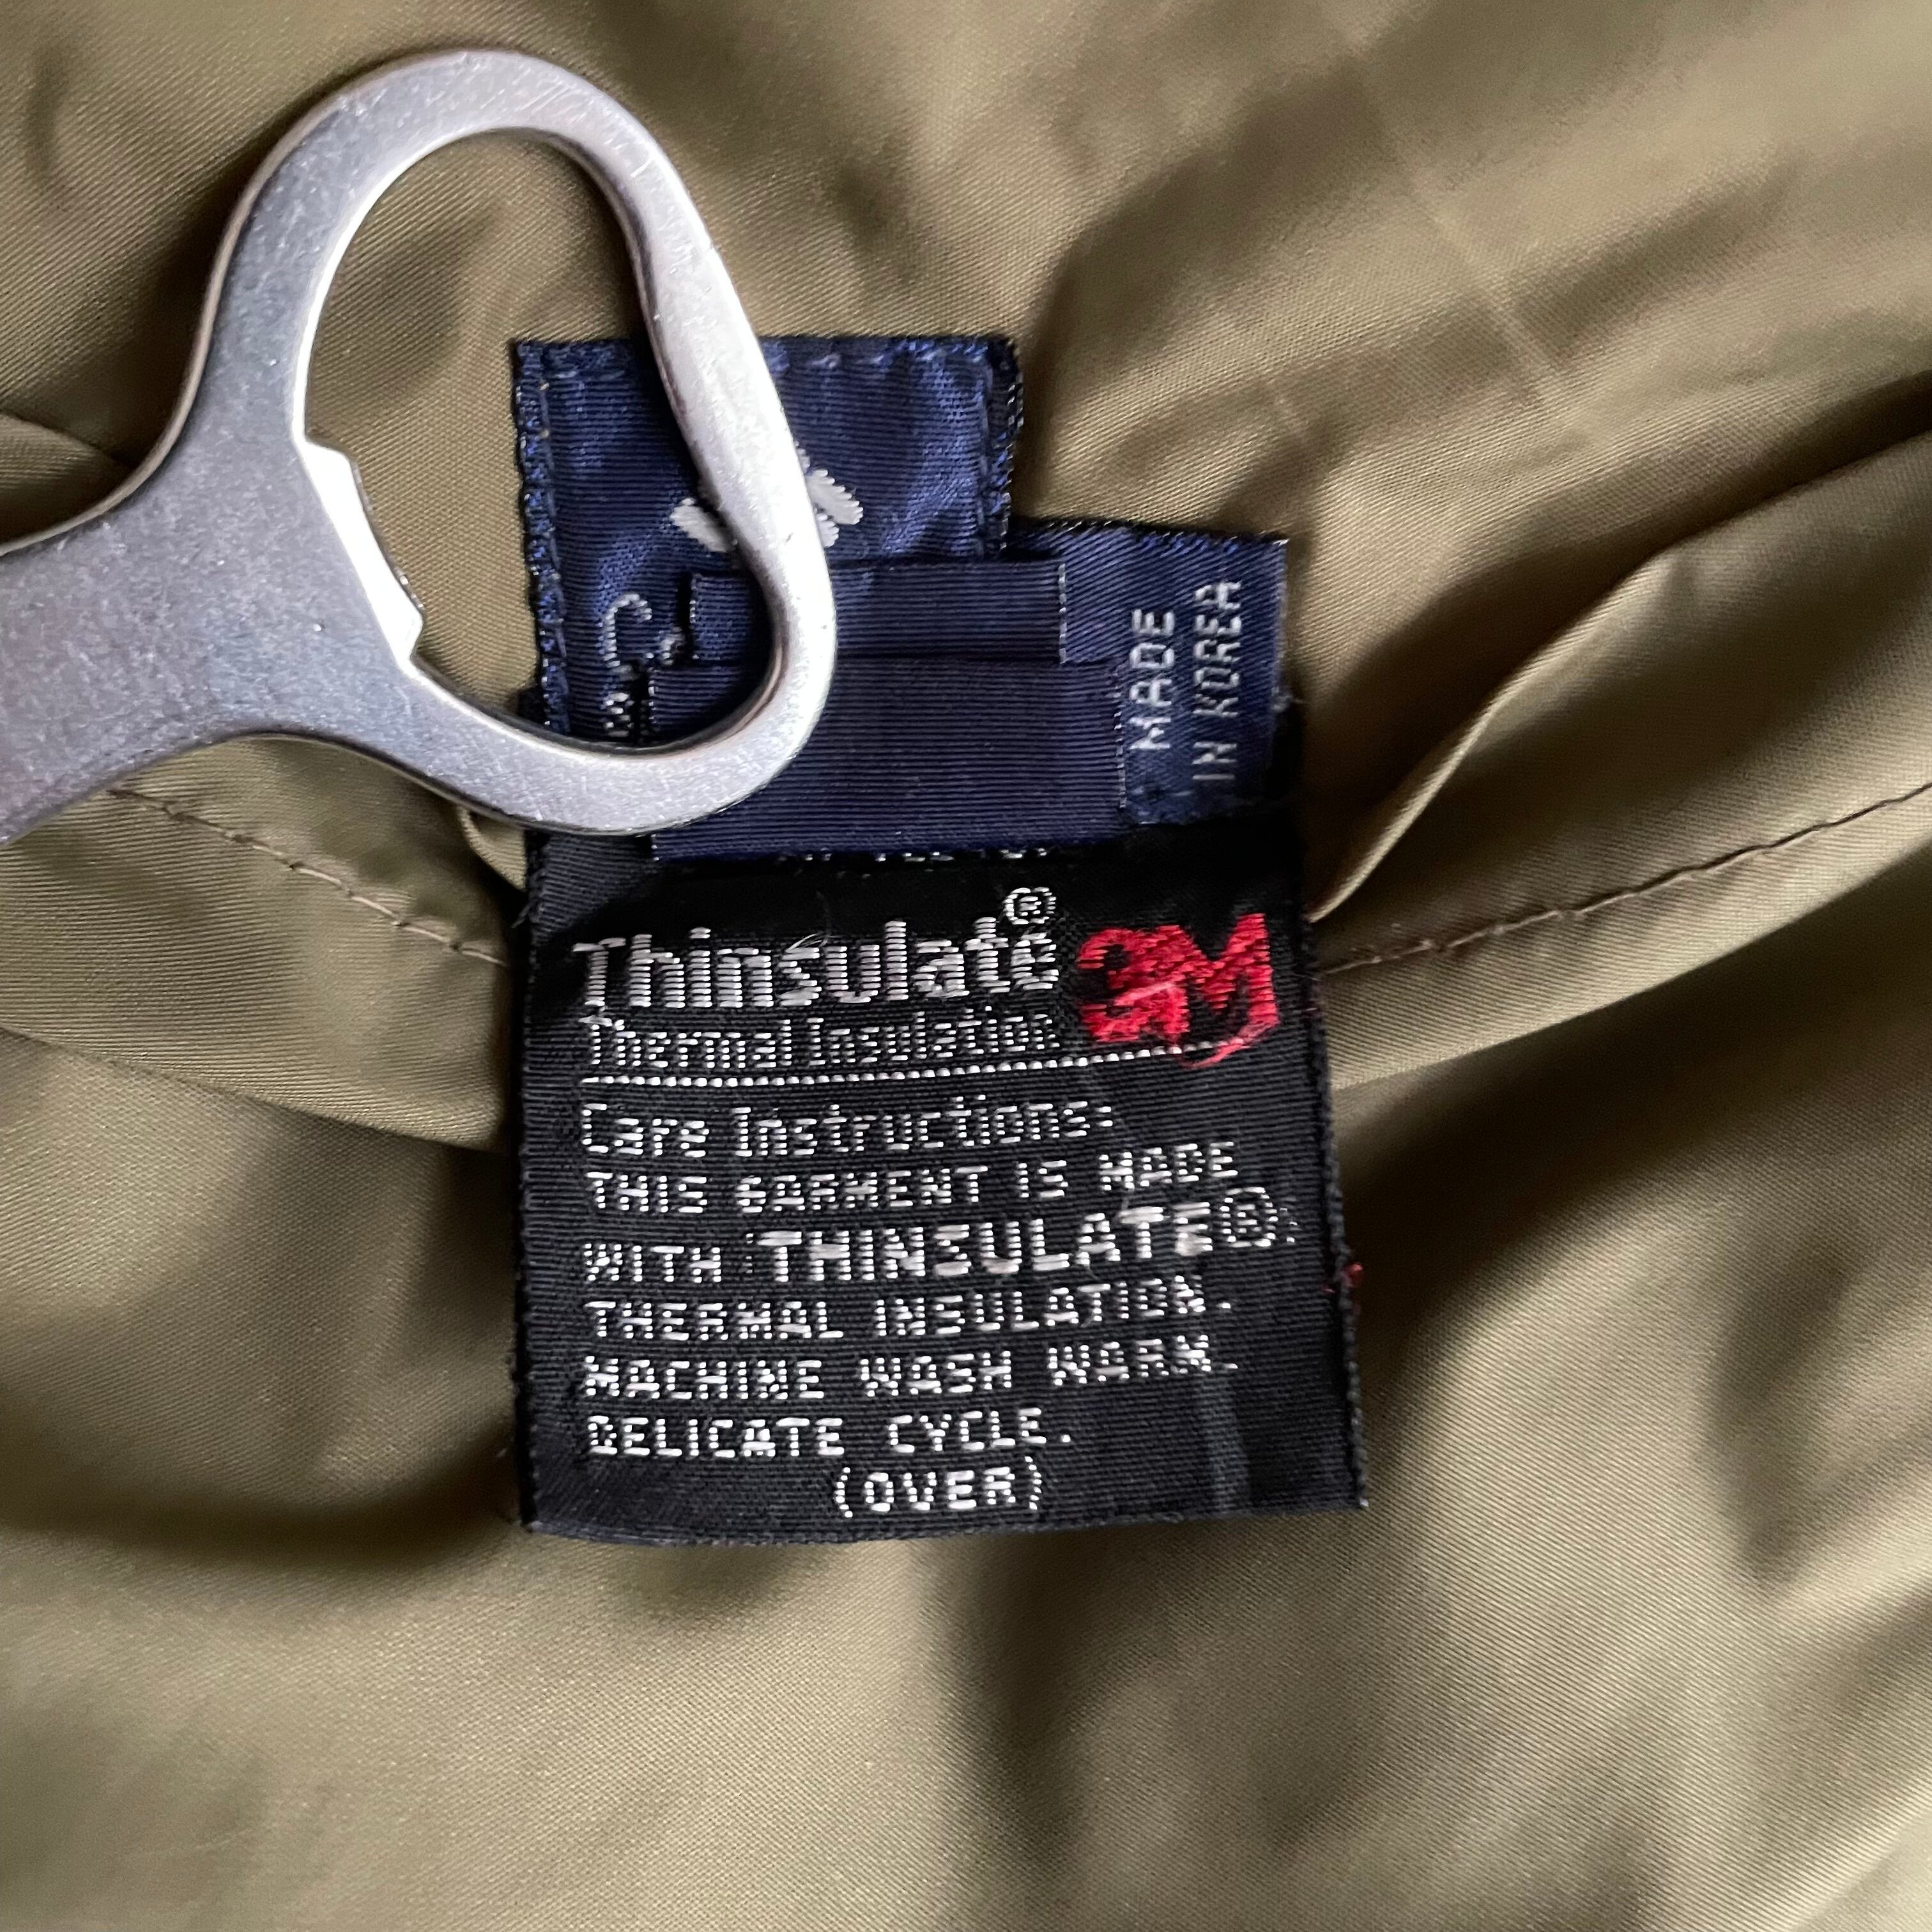 MADE
IN KOREA
Thinsulate®
3M
Thermal Insulation
Care Instructions:
THIS GARMENT IS MADE
WITH THINSULATE®
THERMAL INSULATION.
MACHINE WASH WARM.
DELICATE CYCLE.
(OVER)